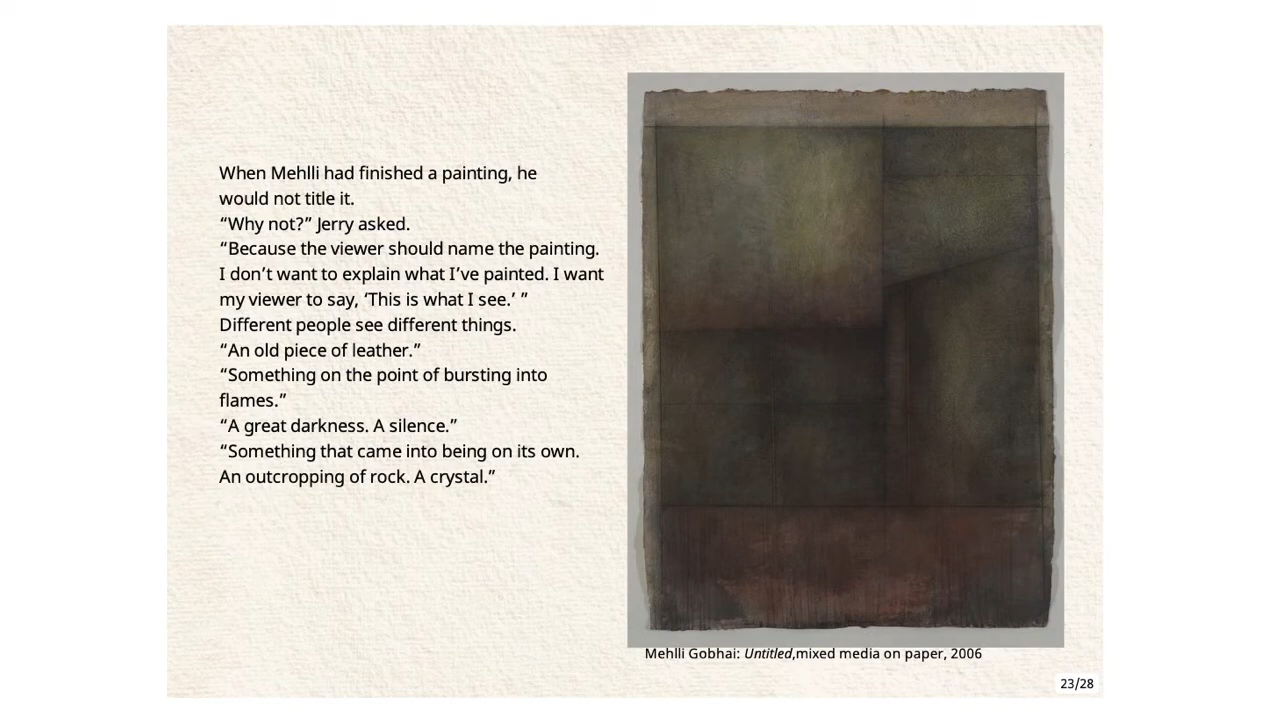 When Mehlli had finished a painting, he
would not title it.
“Why not?” Jerry asked.
“Because the viewer should name the painting.
I don’t want to explain what I’ve painted. I want
my viewer to say, ‘This is what I see.’ ”
Different people see different things.
“An old piece of leather.”
“Something on the point of bursting into
flames.”
“A great darkness. A silence.”
“Something that came into being on its own.
An outcropping of rock. A crystal.”
Mehlli Gobhai: Untitled,mixed media on paper, 2006
23/28